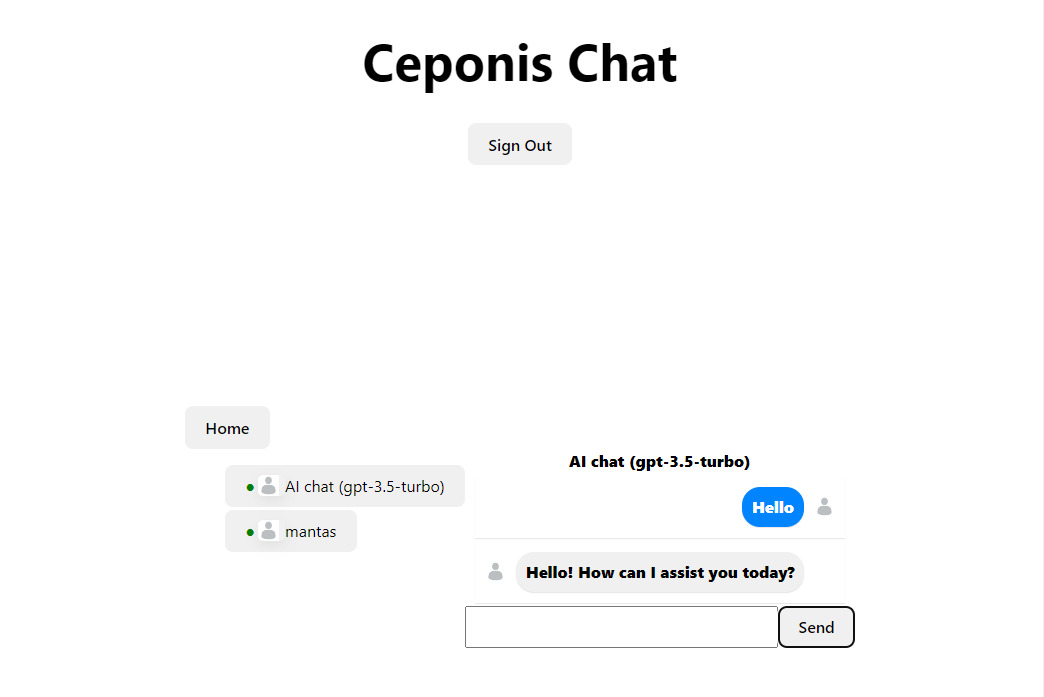 Ceponis Chat
Sign Out
Home
AI chat (gpt-3.5-turbo)
mantas
AI chat (gpt-3.5-turbo)
Hello
Hello! How can I assist you today?
Send